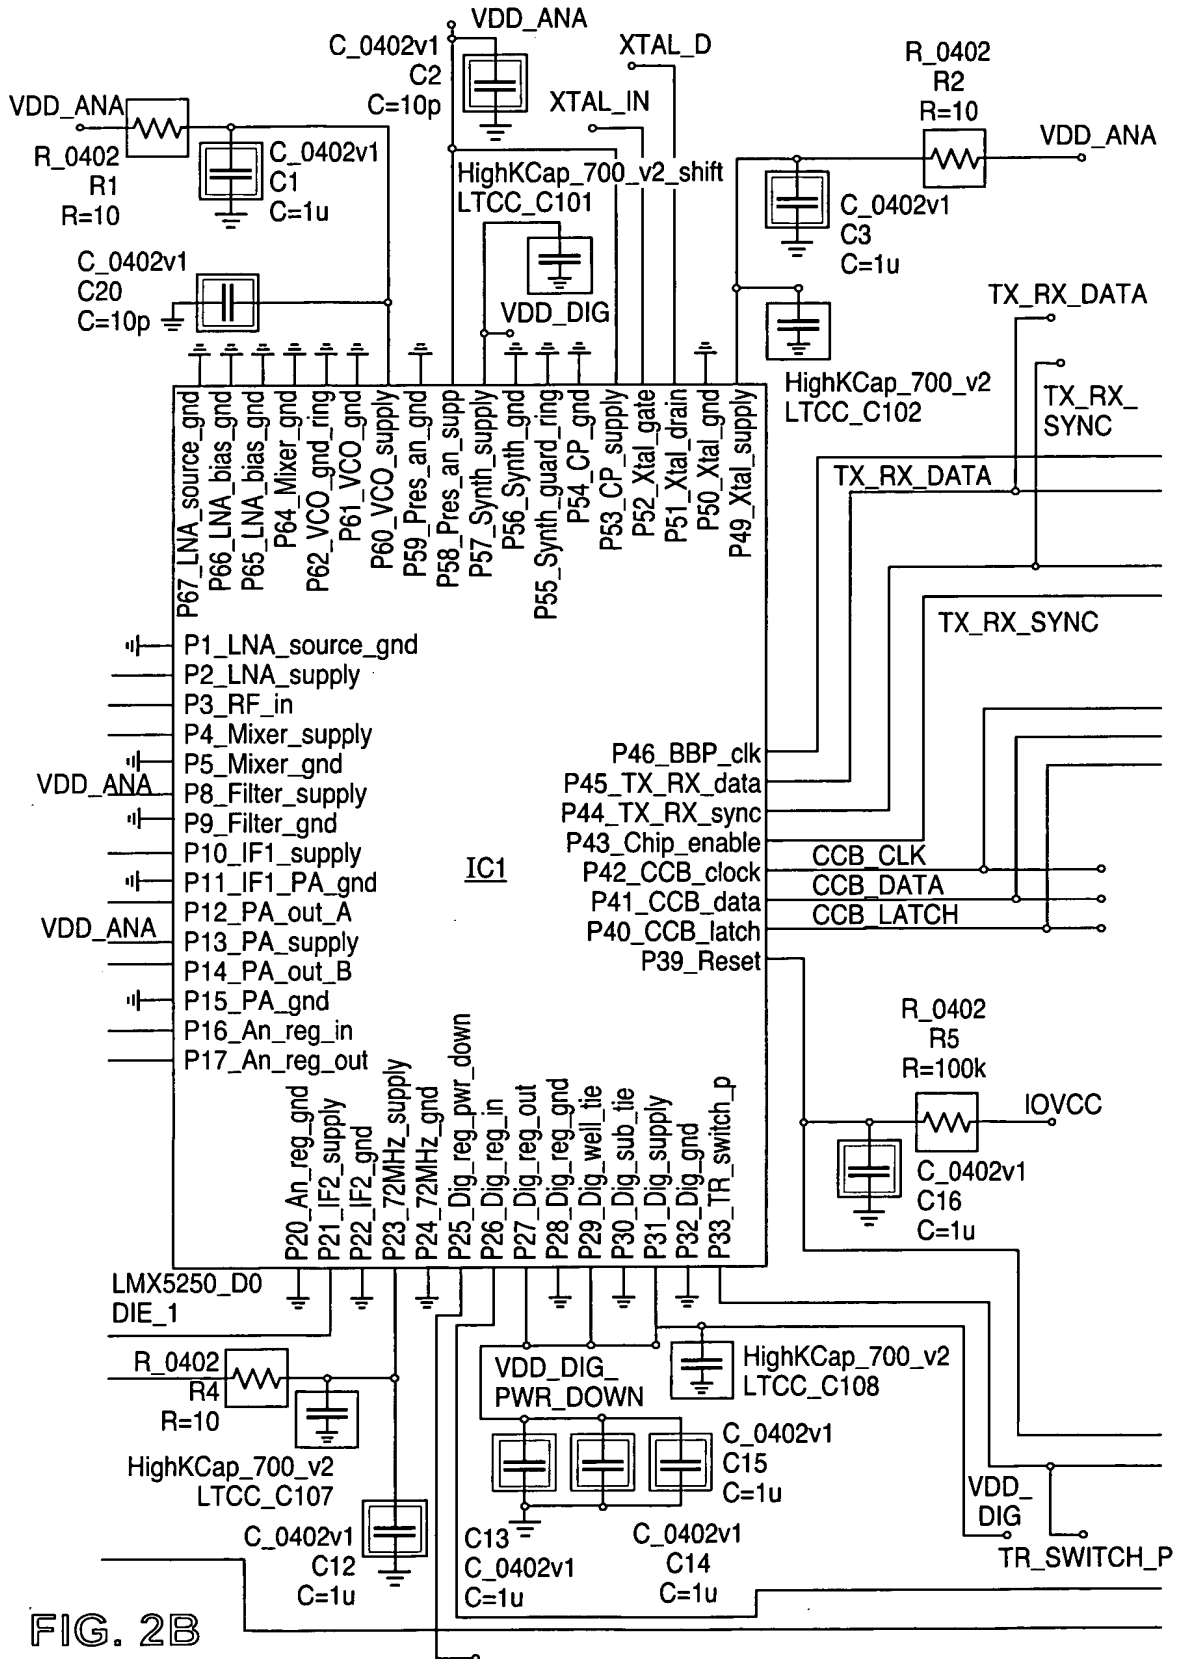 VDD_ANA
C_0402v1
C2
C=10p
XTAL_D
XTAL_IN
R_0402
R2
R=10
VDD_ANA
VDD_ANA
R_0402
R1
R=10
C_0402v1
C1
C=1u
HighKCap_700_v2_shift
LTCC_C101
C_0402v1
C3
C=1u
C_0402v1
C20
C=10p
VDD_DIG
TX_RX_DATA
HighKCap_700_v2
LTCC_C102
TX_RX_
SYNC
P67_LNA_source_gnd
P66_LNA_bias_gnd
P65_LNA_bias_gnd
P64_Mixer_gnd
P62_VCO_gnd_ring
P61_VCO_gnd
P60_VCO_supply
P59_Pres_an_gnd
P58_Pres_an_supp
P57_Synth_supply
P56_Synth_gnd
P55_Synth_guard_ring
P54_CP_gnd
P53_CP_supply
P52_Xtal_gate
P51_Xtal_drain
P50_Xtal_gnd
P49_Xtal_supply
TX_RX_DATA
TX_RX_SYNC
P1_LNA_source_gnd
P2_LNA_supply
P3_RF_in
P4_Mixer_supply
P5_Mixer_gnd
VDD_ANA
P8_Filter_supply
P9_Filter_gnd
P10_IF1_supply
P11_IF1_PA_gnd
P12_PA_out_A
VDD_ANA
P13_PA_supply
P14_PA_out_B
P15_PA_gnd
P16_An_reg_in
P17_An_reg_out
IC1
P46_BBP_clk
P45_TX_RX_data
P44_TX_RX_sync
P43_Chip_enable
P42_CCB_clock
CCB_CLK
P41_CCB_data
CCB_DATA
P40_CCB_latch
CCB_LATCH
P39_Reset
R_0402
R5
R=100k
IOVCC
C_0402v1
C16
C=1u
P20_An_reg_gnd
P21_IF2_supply
P22_IF2_gnd
P23_72MHz_supply
P24_72MHz_gnd
P25_Dig_reg_pwr_down
P26_Dig_reg_in
P27_Dig_reg_out
P28_Dig_reg_gnd
P29_Dig_well_tie
P30_Dig_sub_tie
P31_Dig_supply
P32_Dig_gnd
P33_TR_switch_p
LMX5250_D0
DIE_1
R_0402
R4
R=10
HighKCap_700_v2
LTCC_C107
VDD_DIG_
PWR_DOWN
HighKCap_700_v2
LTCC_C108
C_0402v1
C15
C=1u
C_0402v1
C12
C=1u
C13
C_0402v1
C=1u
C_0402v1
C14
C=1u
VDD_
DIG
TR_SWITCH_P
FIG. 2B